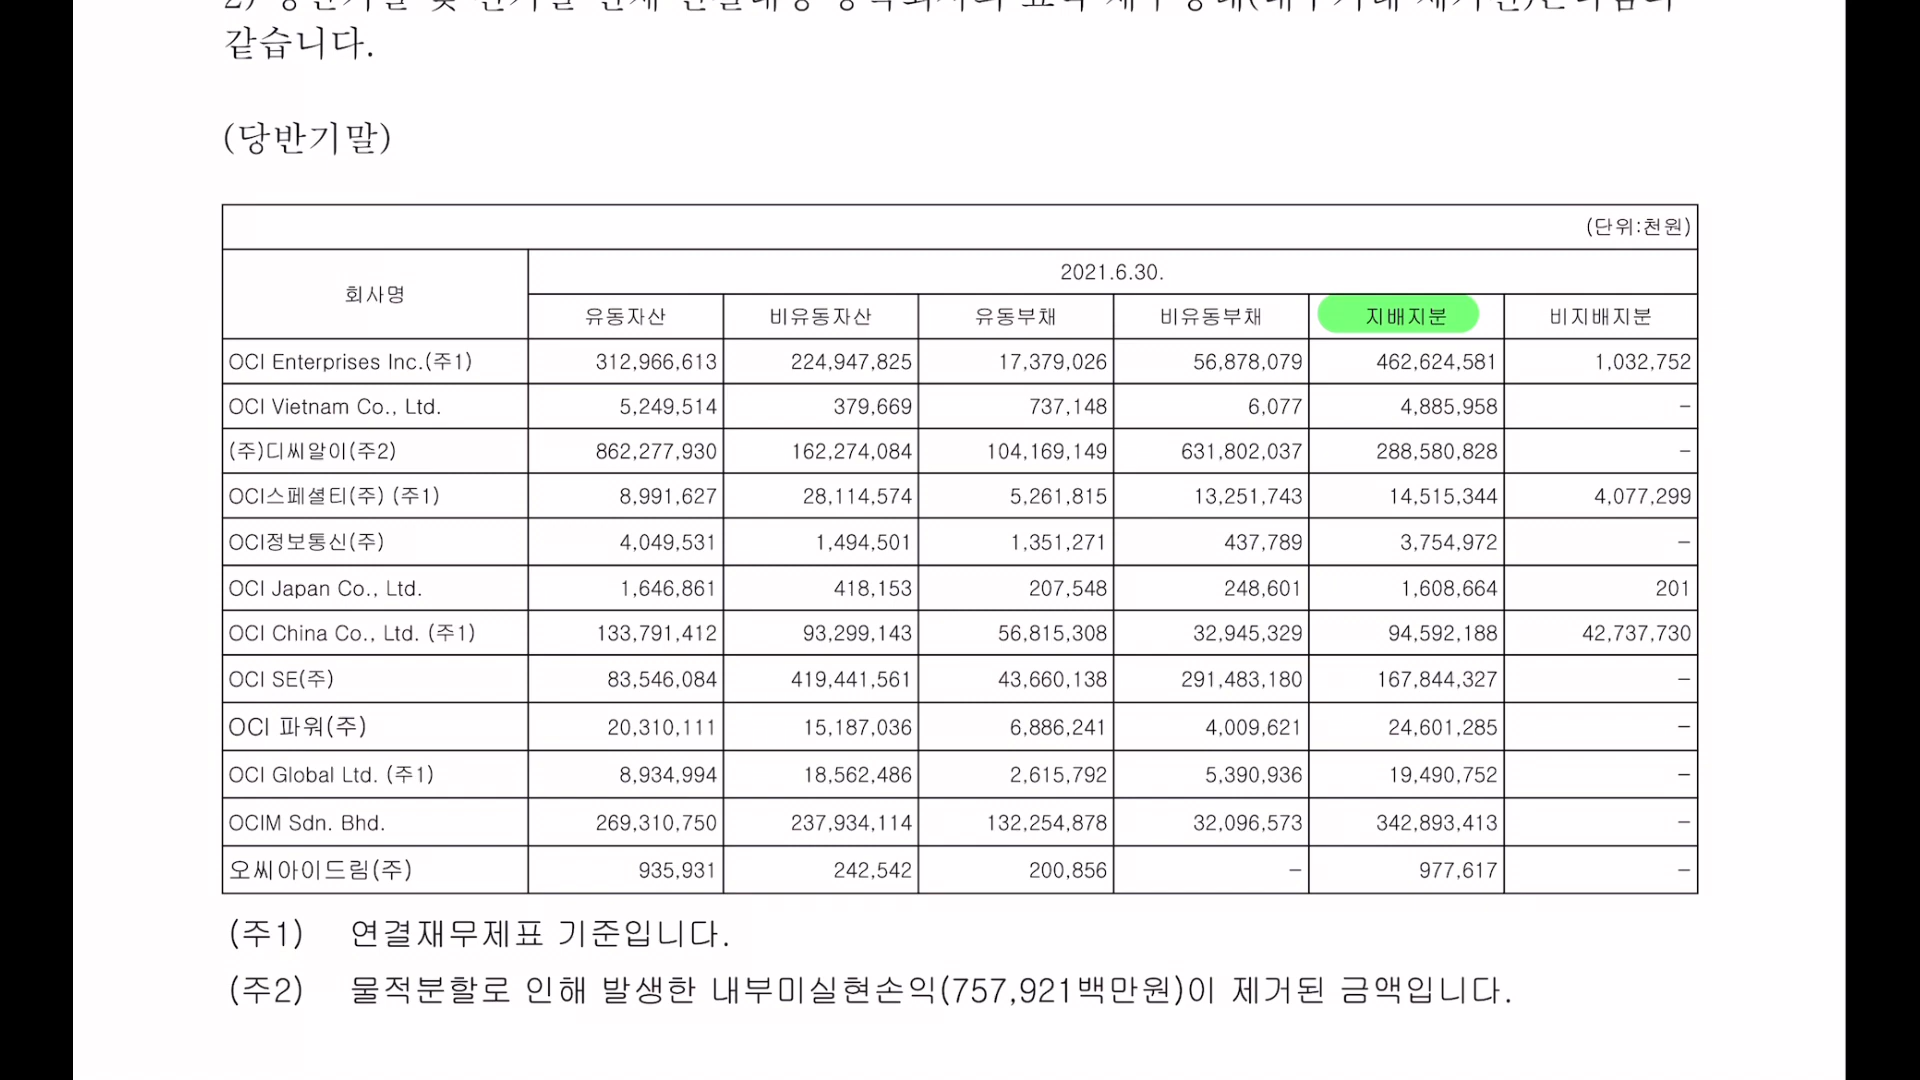 같습니다.
(당반기말)
(단위:천원)
회사명 2021.6.30.
유동자산 비유동자산 유동부채 비유동부채 지배지분 비지배지분
OCI Enterprises Inc.(주1) 312,966,613 224,947,825 17,379,026 56,878,079 462,624,581 1,032,752
OCI Vietnam Co., Ltd. 5,249,514 379,669 737,148 6,077 4,885,958 –
(주)디씨알이(주2) 862,277,930 162,274,084 104,169,149 631,802,037 288,580,828 –
OCI스페셜티(주) (주1) 8,991,627 28,114,574 5,261,815 13,251,743 14,515,344 4,077,299
OCI정보통신(주) 4,049,531 1,494,501 1,351,271 437,789 3,754,972 –
OCI Japan Co., Ltd. 1,646,861 418,153 207,548 248,601 1,608,664 201
OCI China Co., Ltd. (주1) 133,791,412 93,299,143 56,815,308 32,945,329 94,592,188 42,737,730
OCI SE(주) 83,546,084 419,441,561 43,660,138 291,483,180 167,844,327 –
OCI 파워(주) 20,310,111 15,187,036 6,886,241 4,009,621 24,601,285 –
OCI Global Ltd. (주1) 8,934,994 18,562,486 2,615,792 5,390,936 19,490,752 –
OCIM Sdn. Bhd. 269,310,750 237,934,114 132,254,878 32,096,573 342,893,413 –
오씨아이드림(주) 935,931 242,542 200,856 – 977,617 –
(주1) 연결재무제표 기준입니다.
(주2) 물적분할로 인해 발생한 내부미실현손익(757,921백만원)이 제거된 금액입니다.